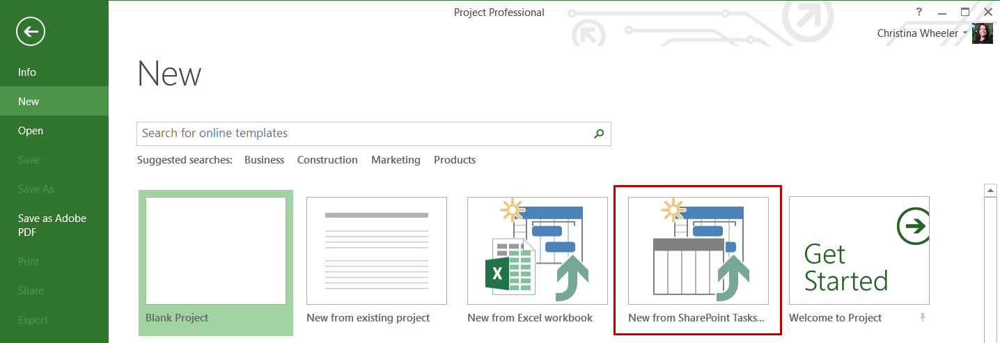 Project Professional
?
Christina Wheeler
Info
New
Open
Save
Save As
Save as Adobe
PDF
Print
Share
Export
New
Search for online templates
Suggested searches: Business Construction Marketing Products
X
Get
Started
Blank Project
New from existing project
New from Excel workbook
New from SharePoint Tasks...
Welcome to Project